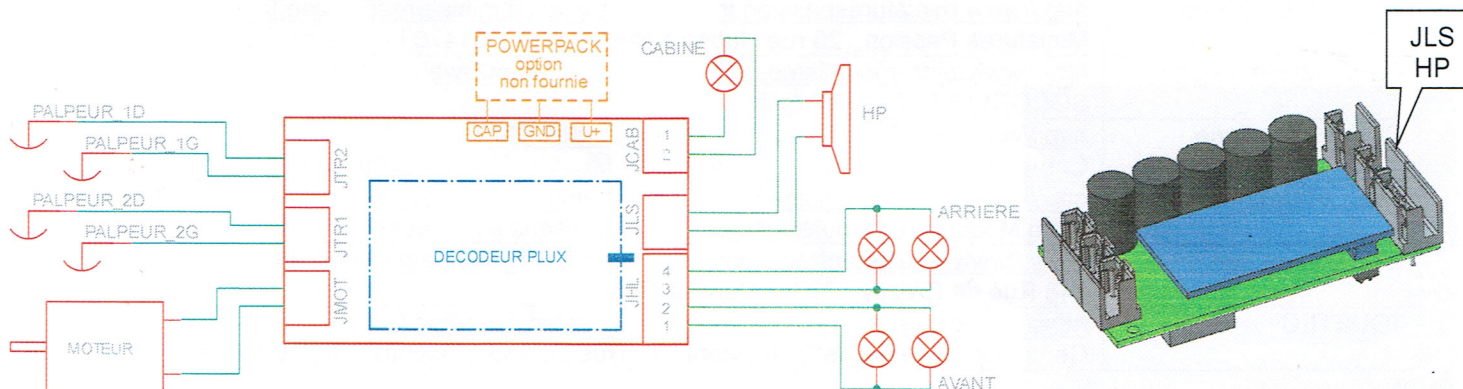 POWERPACK
option
non fournie
CABINE
JLS
HP
PALPEUR_1D
PALPEUR_1G
PALPEUR_2D
PALPEUR_2G
CAP
GND
U+
JTR2
JTR1
JMOT
JCAB
1
JLS
JHL
4
3
2
1
HP
DECODEUR PLUX
MOTEUR
ARRIERE
AVANT